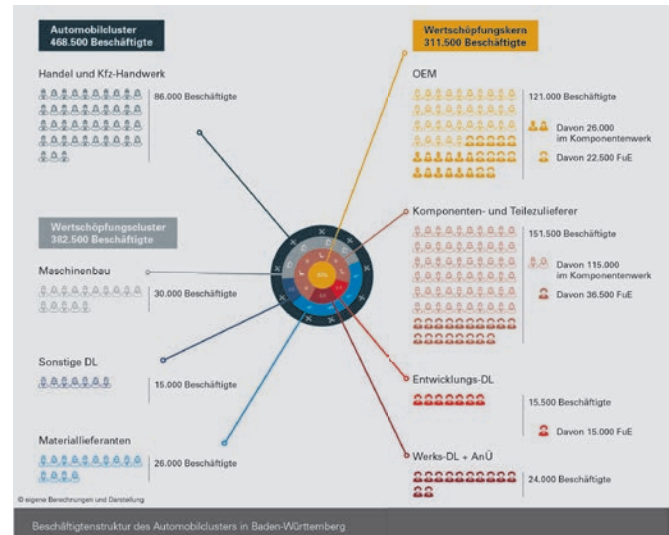 Automobilcluster
468.500 Beschäftigte
Handel und Kfz-Handwerk
86.000 Beschäftigte
Wertschöpfungscluster
382.500 Beschäftigte
Maschinenbau
30.000 Beschäftigte
Sonstige DL
15.000 Beschäftigte
Materiallieferanten
26.000 Beschäftigte
Wertschöpfungskern
311.500 Beschäftigte
OEM
121.000 Beschäftigte
Davon 26.000
im Komponentenwerk
Davon 22.500 FuE
Komponenten- und Teilezulieferer
151.500 Beschäftigte
Davon 115.000
im Komponentenwerk
Davon 36.500 FuE
Entwicklungs-DL
15.500 Beschäftigte
Davon 15.000 FuE
Werks-DL + AnÜ
24.000 Beschäftigte
© eigene Berechnungen und Darstellung
Beschäftigtenstruktur des Automobilclusters in Baden-Württemberg